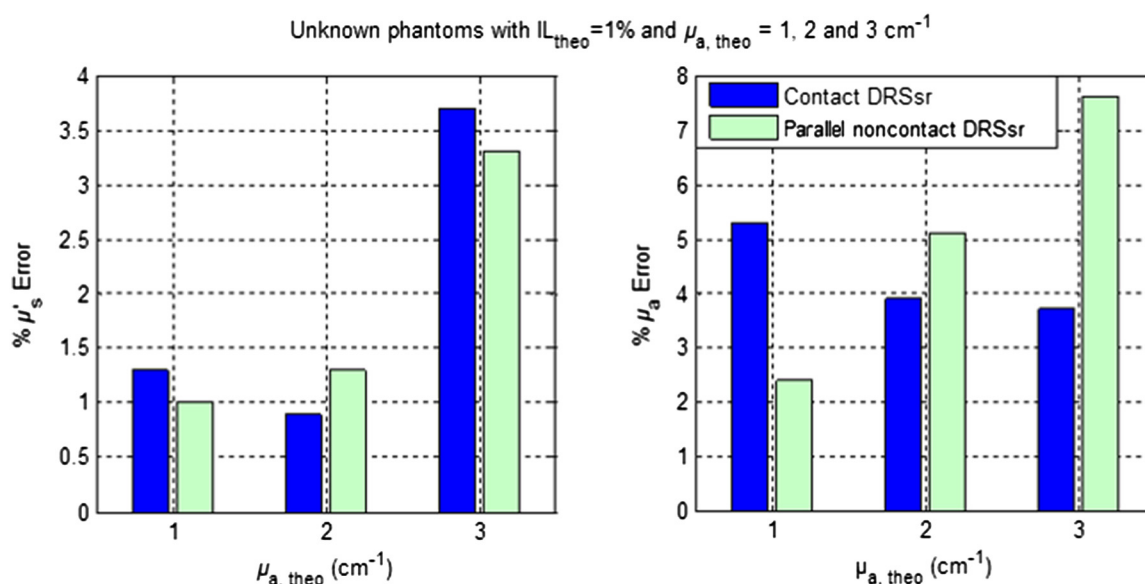 Unknown phantoms with IL_theo=1% and μ_a, theo = 1, 2 and 3 cm⁻¹
4
3.5
3
2.5
2
1.5
1
0.5
0
% μ'_s Error
1 2 3
μ_a, theo (cm⁻¹)
8
7
6
5
4
3
2
1
0
% μ_a Error
Contact DRSsr
Parallel noncontact DRSsr
1 2 3
μ_a, theo (cm⁻¹)